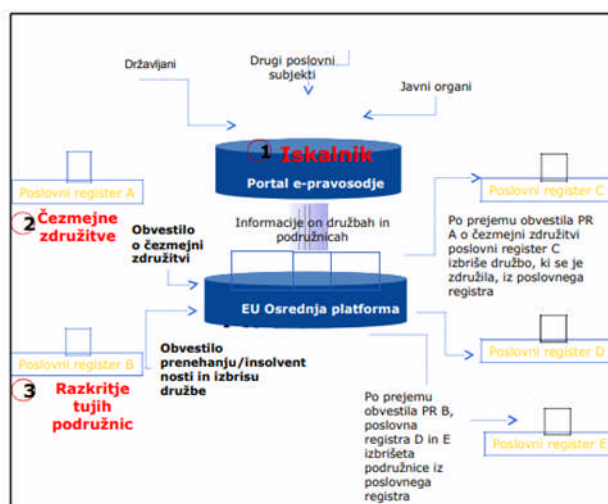 Državljani
Drugi poslovni
subjekti
Javni organi
1 Iskalnik
Portal e-pravosodje
Poslovni register A
2 Čezmejne
združitve
Obvestilo
o čezmejni
združitvi
Informacije on družbah in
podružnicah
EU Osrednja platforma
Poslovni register C
Po prejemu obvestila PR
A o čezmejni združitvi
poslovni register C
izbriše družbo, ki se je
združila, iz poslovnega
registra
Poslovni register B
3 Razkritje
tujih
podružnic
Obvestilo
prenehanju/insolvent
nosti in izbrisu
družbe
Poslovni register D
Po prejemu
obvestila PR B,
poslovna
registra D in E
izbrišeta
podružnice iz
poslovnega
registra
Poslovni register E